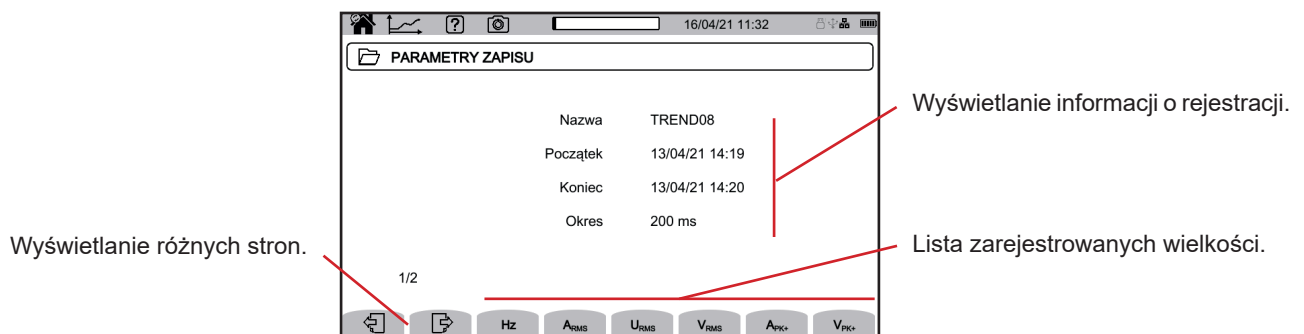 ? 16/04/21 11:32
PARAMETRY ZAPISU
Nazwa TREND08
Początek 13/04/21 14:19
Koniec 13/04/21 14:20
Okres 200 ms
1/2
Hz ARMS URMS VRMS APK+ VPK+
Wyświetlanie informacji o rejestracji.
Lista zarejestrowanych wielkości.
Wyświetlanie różnych stron.